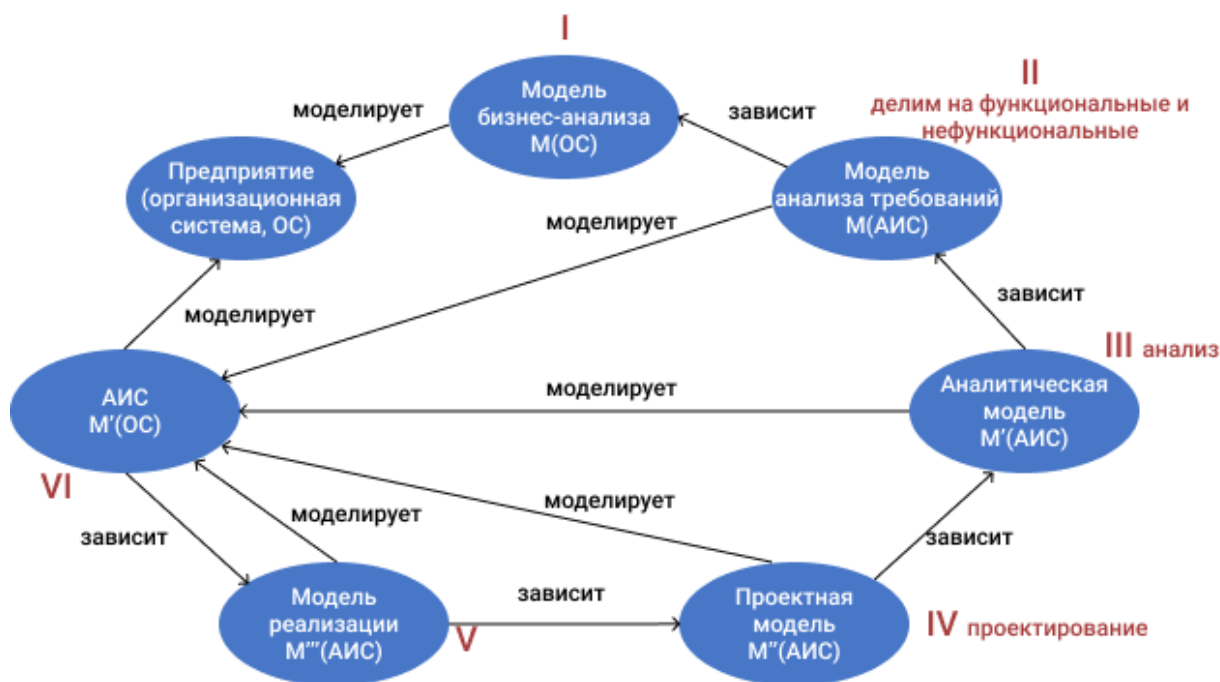 I
Модель
бизнес-анализа
М(ОС)
моделирует
зависит
II
делим на функциональные и
нефункциональные
Предприятие
(организационная
система, ОС)
Модель
анализа требований
М(АИС)
моделирует
моделирует
зависит
III анализ
АИС
М'(ОС)
моделирует
Аналитическая
модель
М'(АИС)
VI
зависит
моделирует
моделирует
зависит
Модель
реализации
М'''(АИС)
V
зависит
Проектная
модель
М''(АИС)
IV проектирование